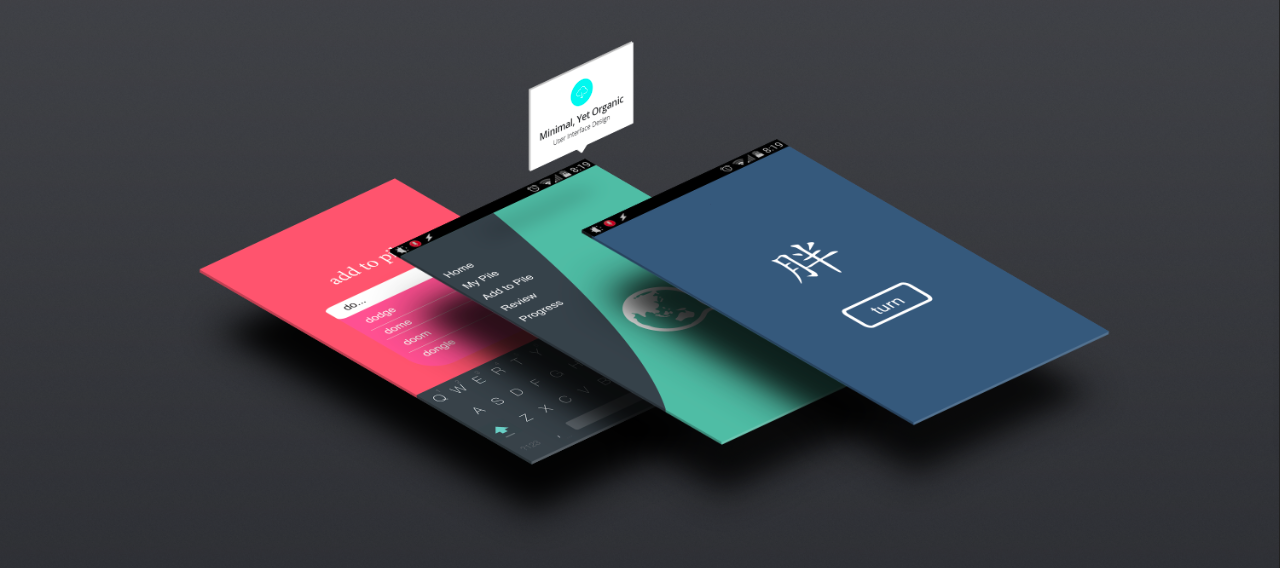 Minimal, Yet Organic
User Interface Design
add to
do...
dodge
dome
doom
dongle
Q W E R T Y
A S D F G H
Z X C V B
?123 ,
8:19
Home
My Pile
Add to Pile
Review
Progress
8:19
胖
turn